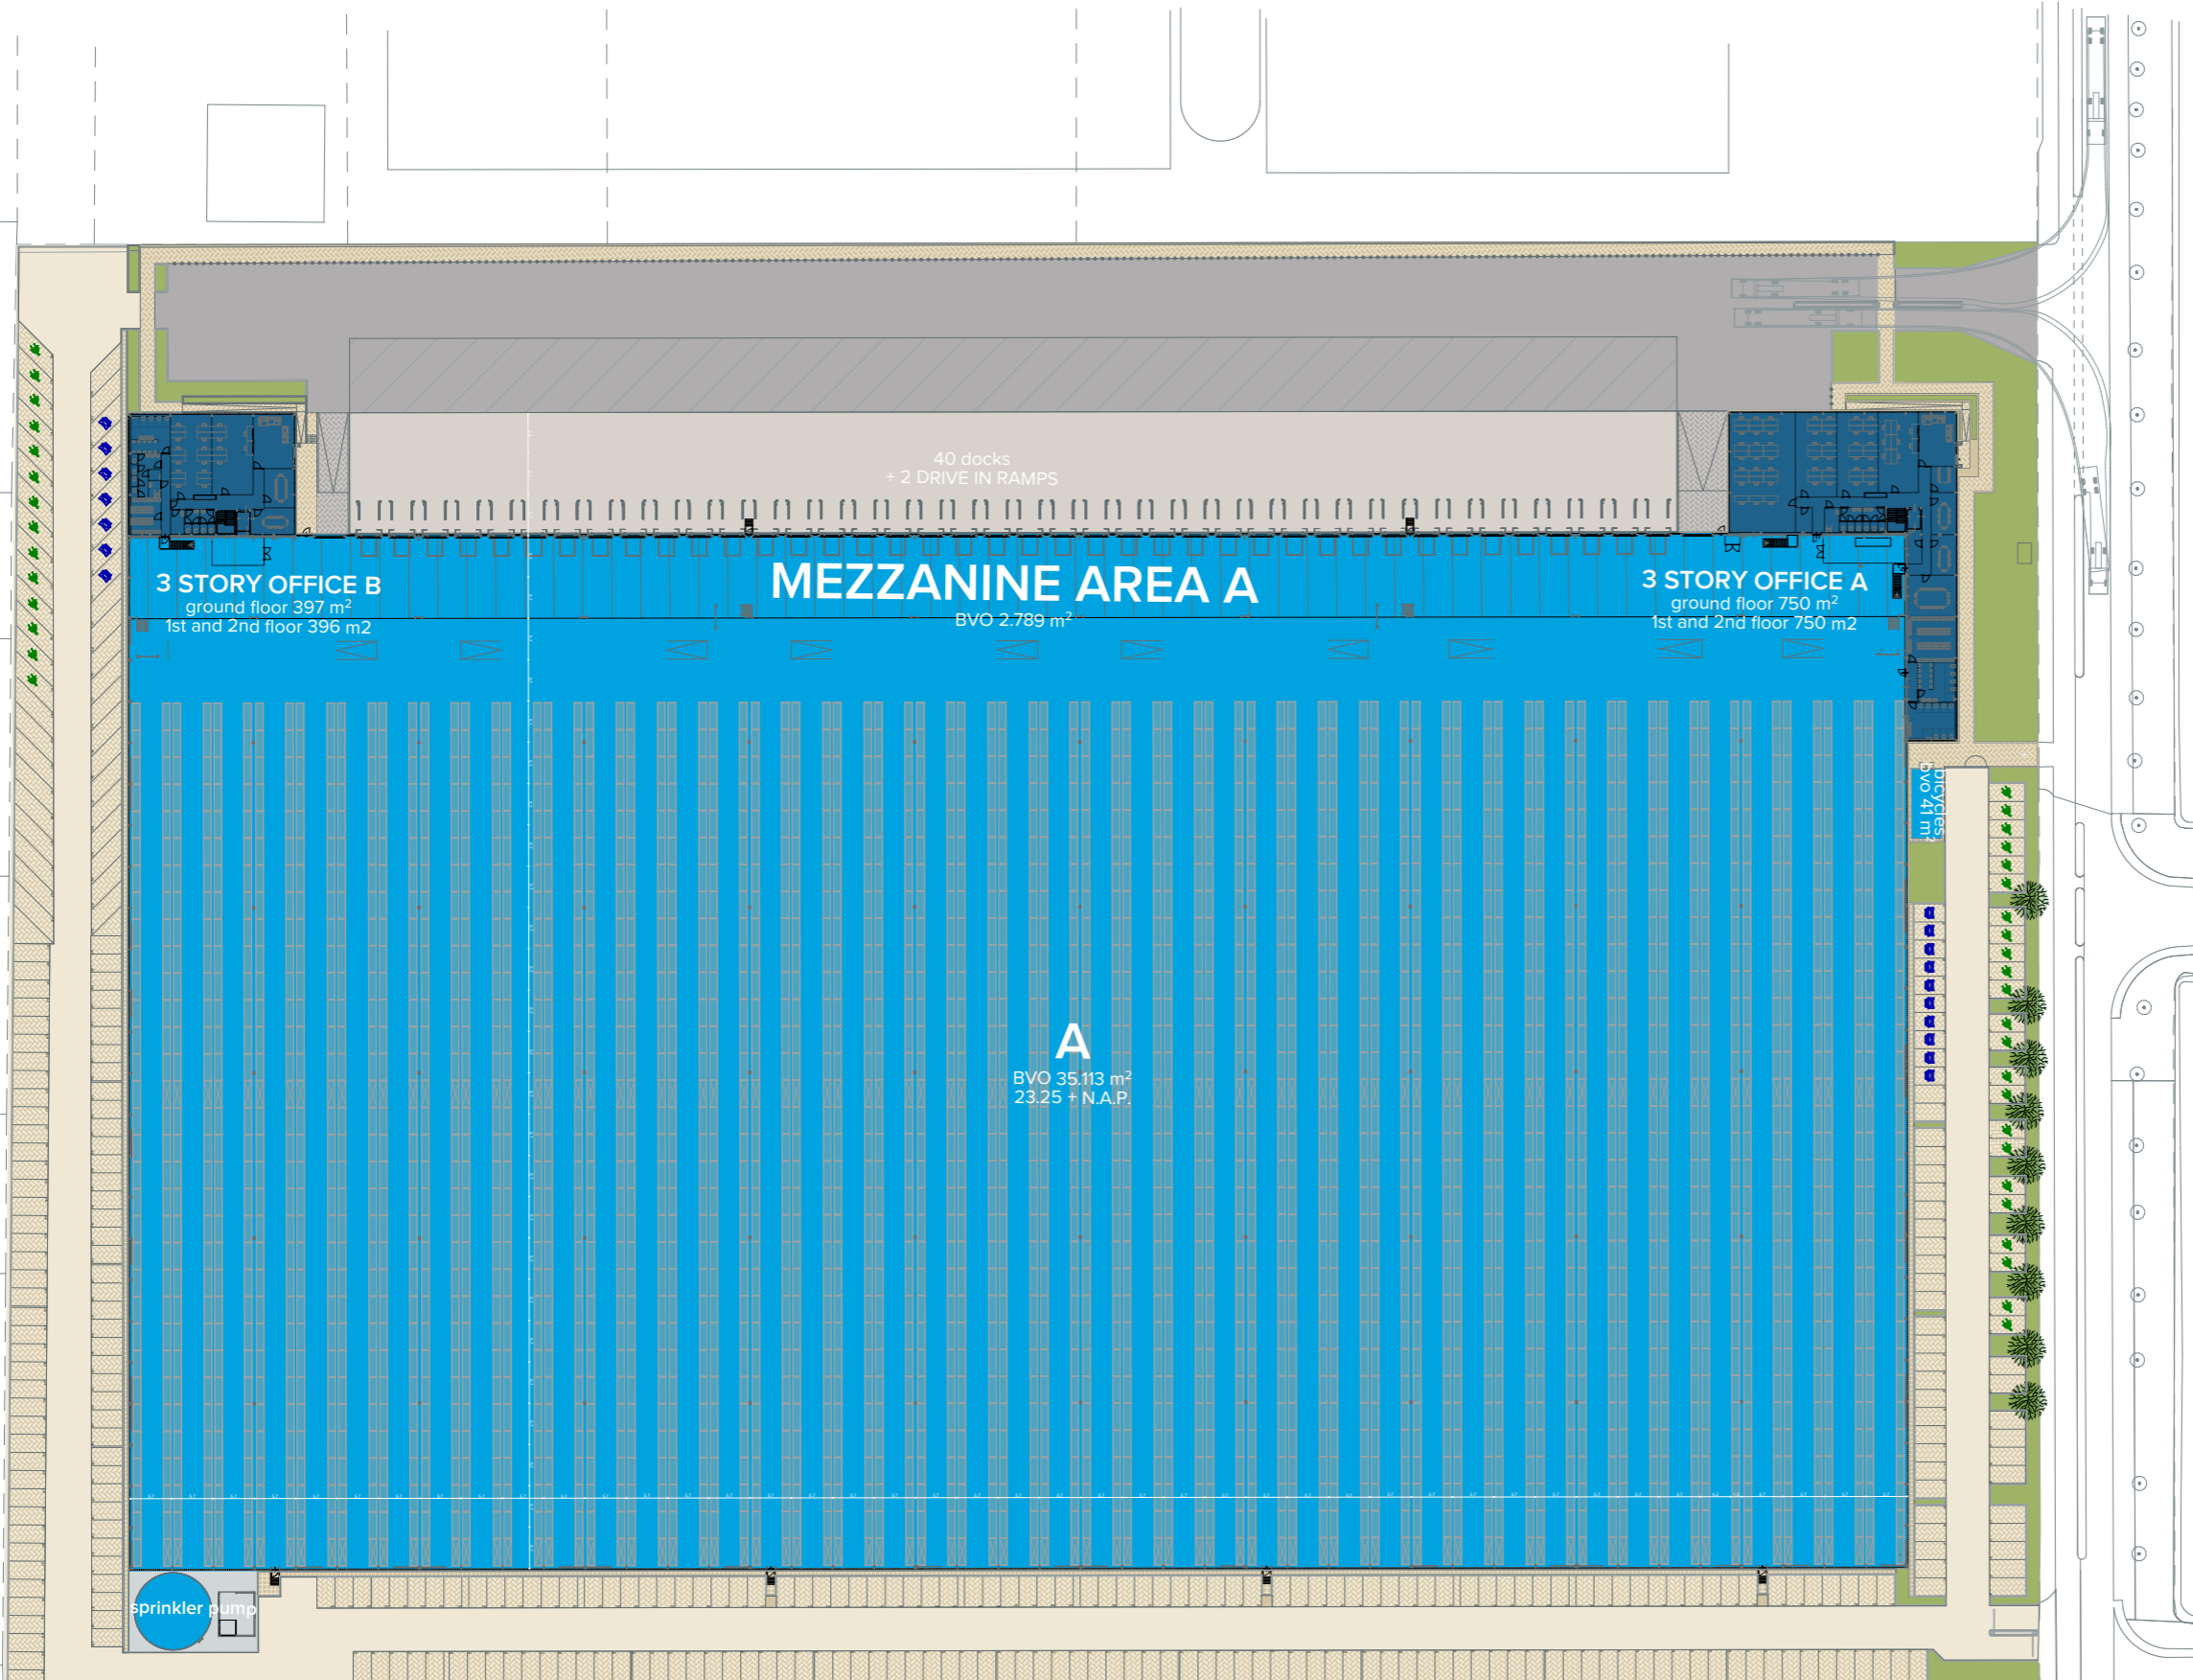 40 docks
+ 2 DRIVE IN RAMPS
3 STORY OFFICE B
ground floor 397 m²
1st and 2nd floor 396 m2
MEZZANINE AREA A
BVO 2.789 m²
3 STORY OFFICE A
ground floor 750 m²
1st and 2nd floor 750 m2
bicycles
bvo 41 m²
A
BVO 35.113 m²
23.25 + N.A.P.
sprinkler pump